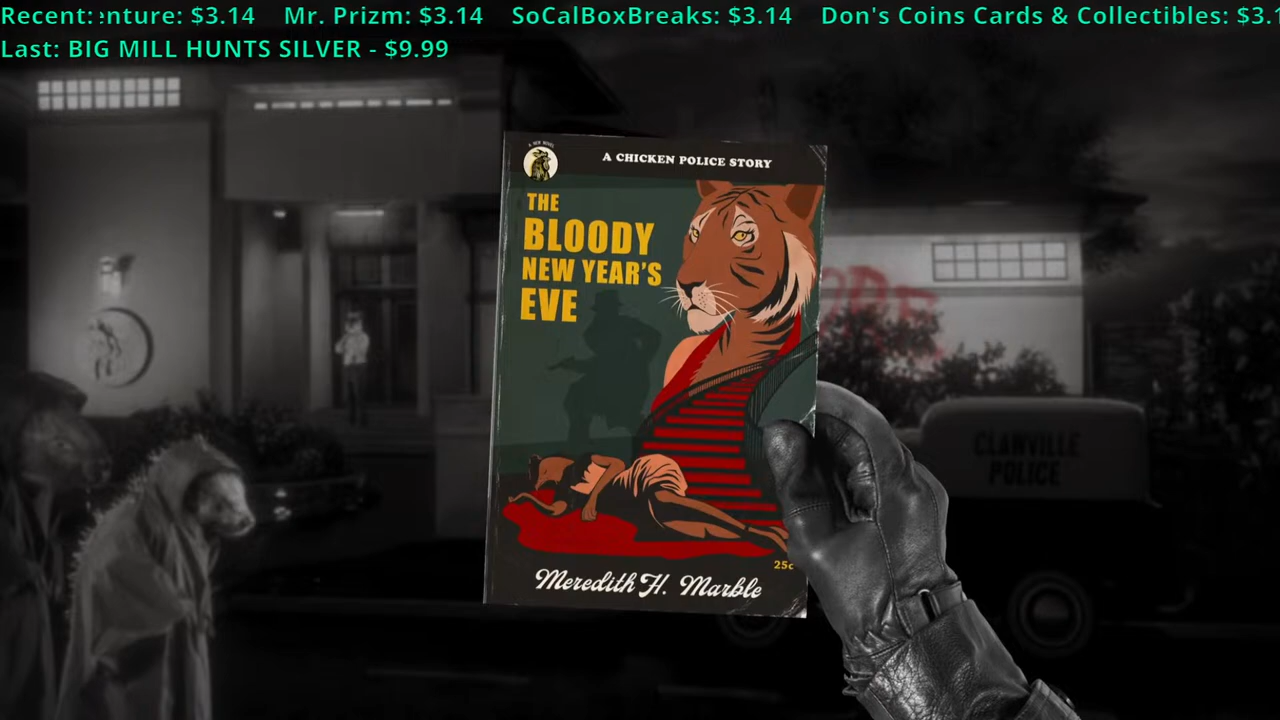 Recent: enture: $3.14 Mr. Prizm: $3.14 SoCalBoxBreaks: $3.14 Don's Coins Cards & Collectibles: $3.1
Last: BIG MILL HUNTS SILVER - $9.99
A CHICKEN POLICE STORY
THE
BLOODY
NEW YEAR'S
EVE
CLAWVILLE
POLICE
25c
Meredith H. Marble